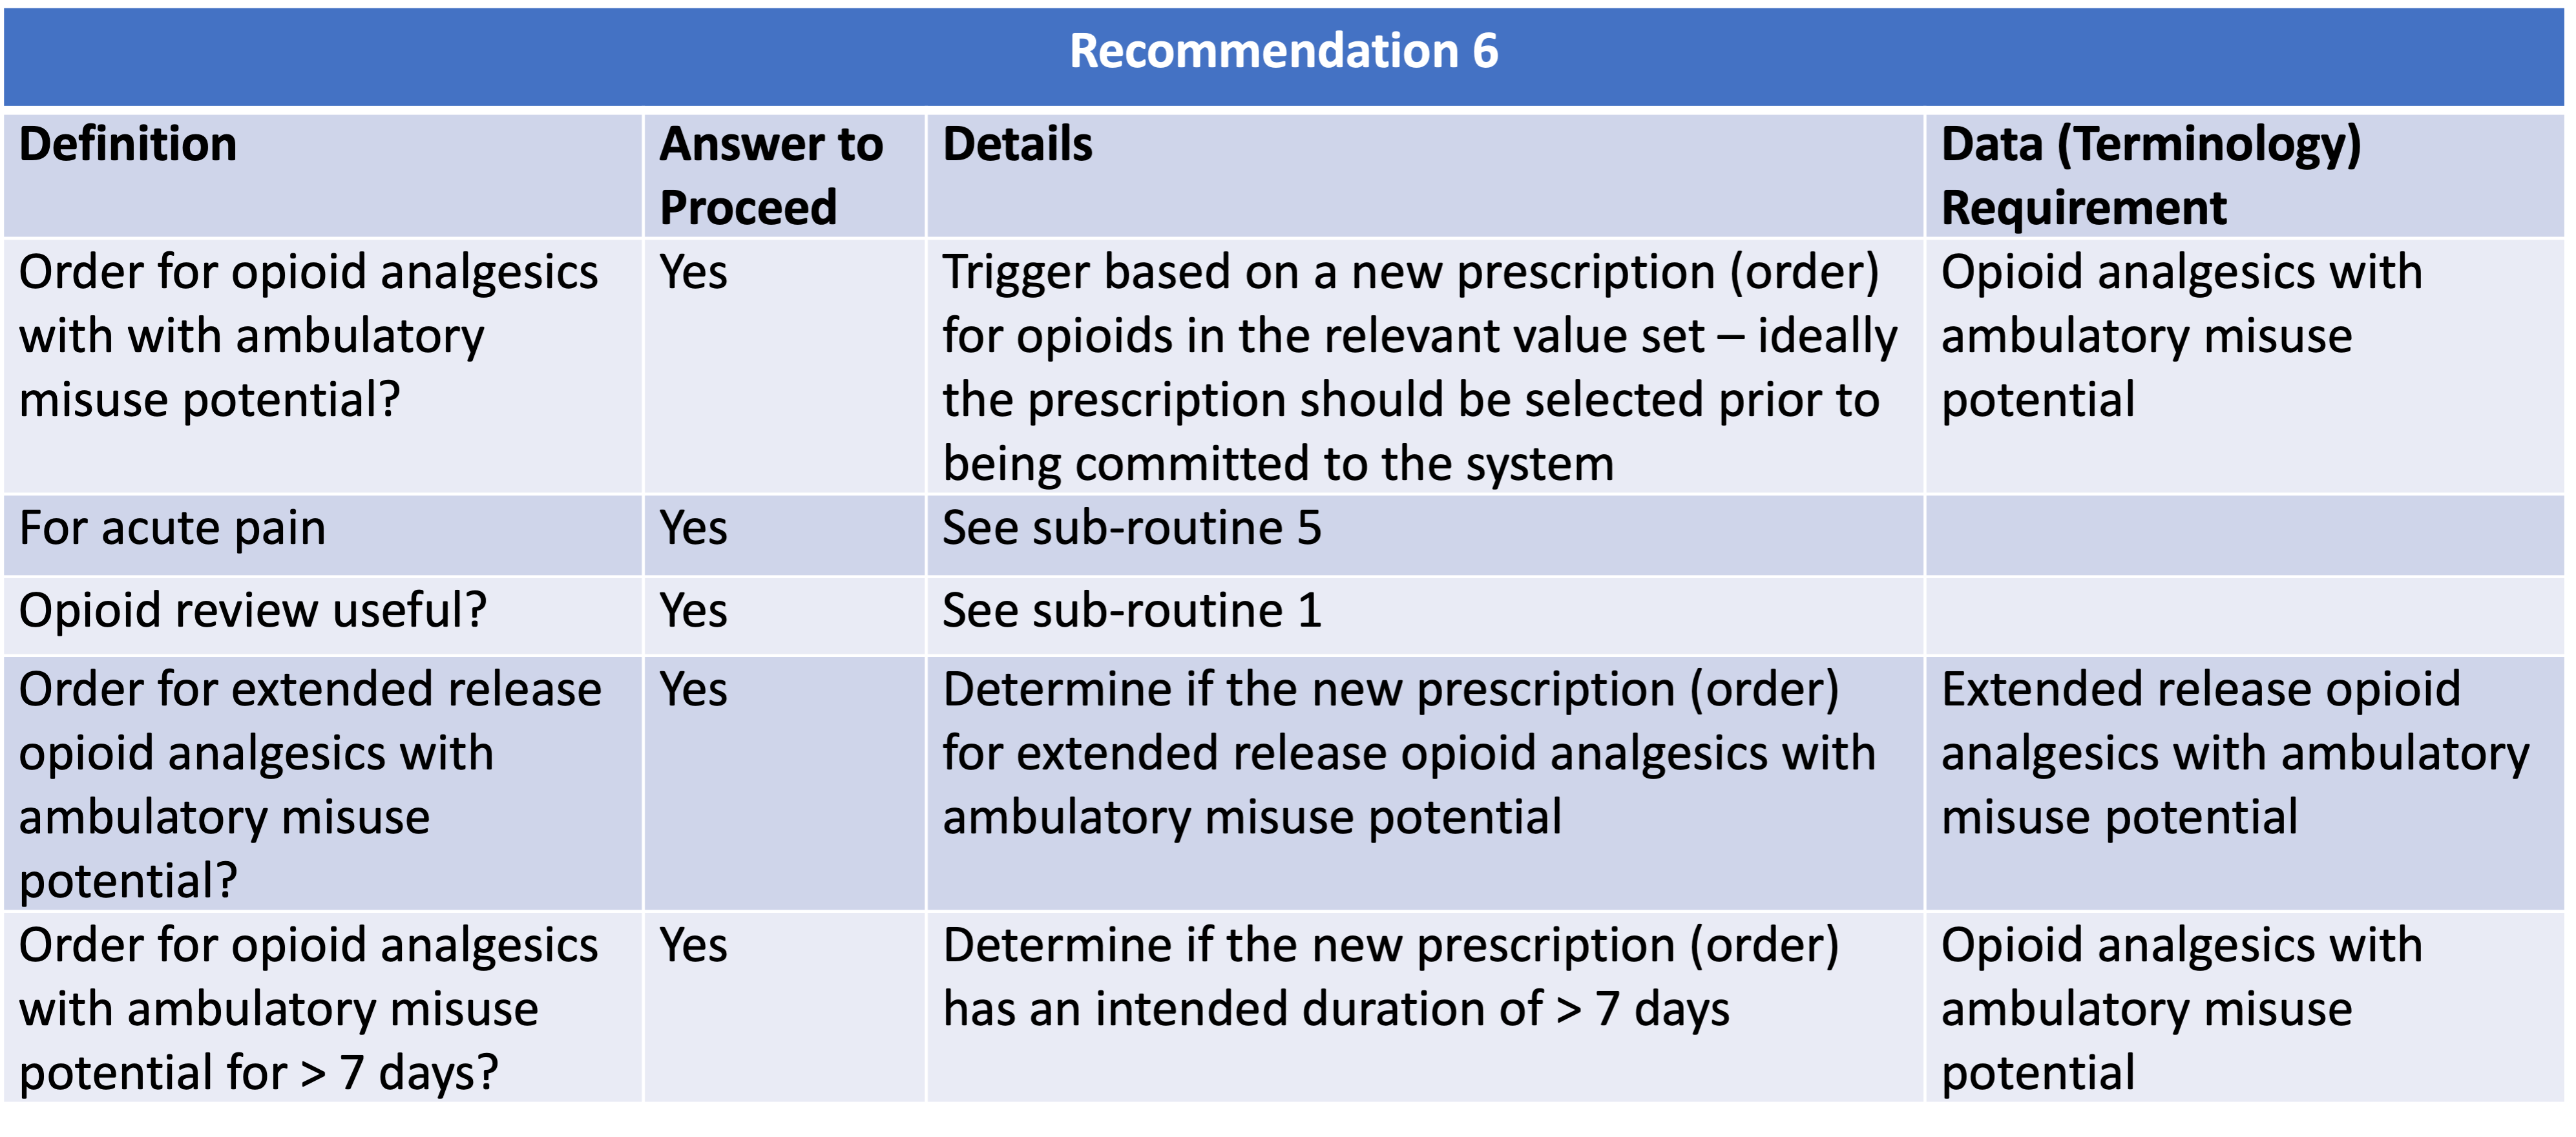 Recommendation 6
Definition
Answer to
Proceed
Details
Data (Terminology)
Requirement
Order for opioid analgesics
with with ambulatory
misuse potential?
Yes
Trigger based on a new prescription (order)
for opioids in the relevant value set – ideally
the prescription should be selected prior to
being committed to the system
Opioid analgesics with
ambulatory misuse
potential
For acute pain
Yes
See sub-routine 5
Opioid review useful?
Yes
See sub-routine 1
Order for extended release
opioid analgesics with
ambulatory misuse
potential?
Yes
Determine if the new prescription (order)
for extended release opioid analgesics with
ambulatory misuse potential
Extended release opioid
analgesics with ambulatory
misuse potential
Order for opioid analgesics
with ambulatory misuse
potential for > 7 days?
Yes
Determine if the new prescription (order)
has an intended duration of > 7 days
Opioid analgesics with
ambulatory misuse
potential